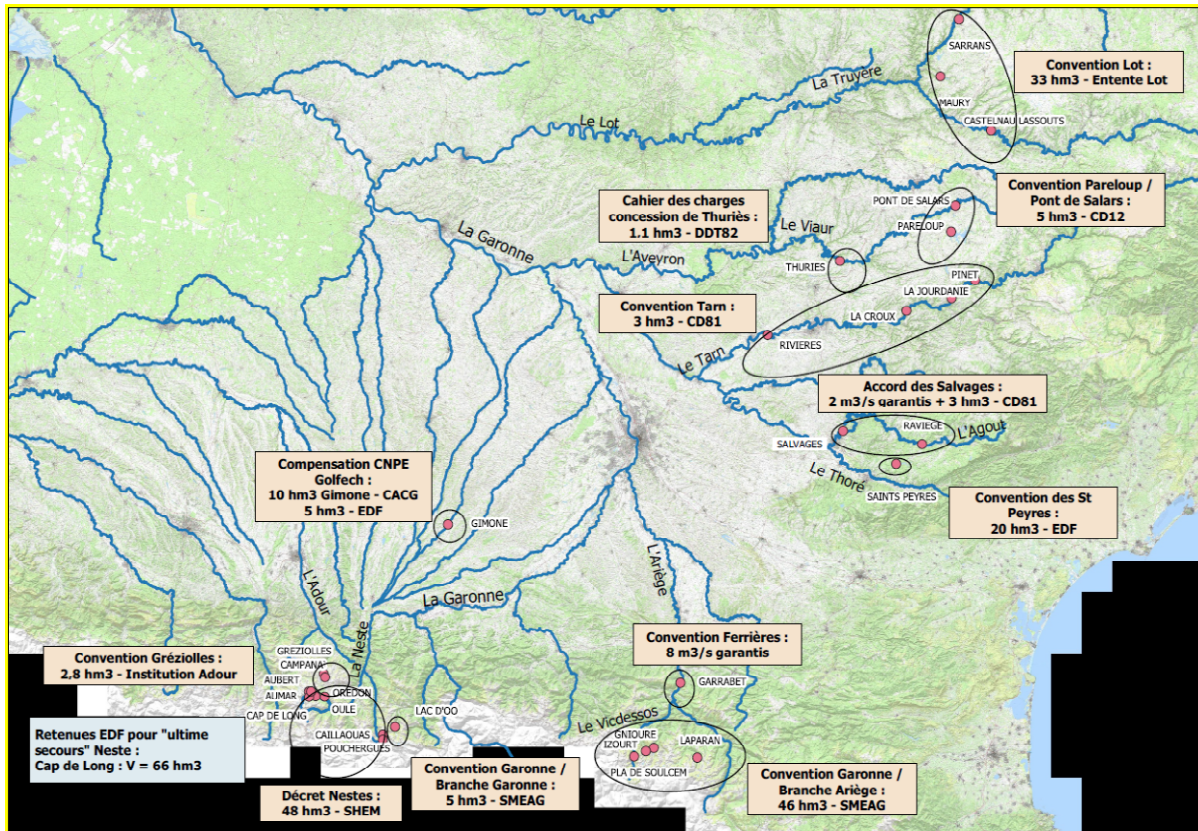 SARRANS
Convention Lot :
33 hm3 - Entente Lot
La Truyère
MAURY
Le Lot
CASTELNAU LASSOUTS
Convention Pareloup /
Pont de Salars :
5 hm3 - CD12
Cahier des charges
concession de Thuriès :
1.1 hm3 - DDT82
PONT DE SALARS
Le Viaur
PARELOUP
La Garonne
L'Aveyron
THURIES
PINET
LA JOURDANIE
Convention Tarn :
3 hm3 - CD81
LA CROUX
RIVIERES
Le Tarn
Accord des Salvages :
2 m3/s garantis + 3 hm3 - CD81
RAVIEGE
L'Agout
SALVAGES
Le Thoré
SAINTS PEYRES
Compensation CNPE
Golfech :
10 hm3 Gimone - CACG
5 hm3 - EDF
GIMONE
Convention des St
Peyres :
20 hm3 - EDF
L'Ariège
L'Adour
La Garonne
La Neste
Convention Ferrières :
8 m3/s garantis
GREZIOLLES
Convention Gréziolles :
2,8 hm3 - Institution Adour
CAMPANA
AUBERT
GARRABET
AUMAR
OREDON
OULE
CAP DE LONG
LAC D'OO
Le Vicdessos
Retenues EDF pour "ultime
secours" Neste :
Cap de Long : V = 66 hm3
CAILLAOUAS
POUCHERGUES
GNIOURE
IZOURT
LAPARAN
PLA DE SOULCEM
Convention Garonne /
Branche Garonne :
5 hm3 - SMEAG
Convention Garonne /
Branche Ariège :
46 hm3 - SMEAG
Décret Nestes :
48 hm3 - SHEM